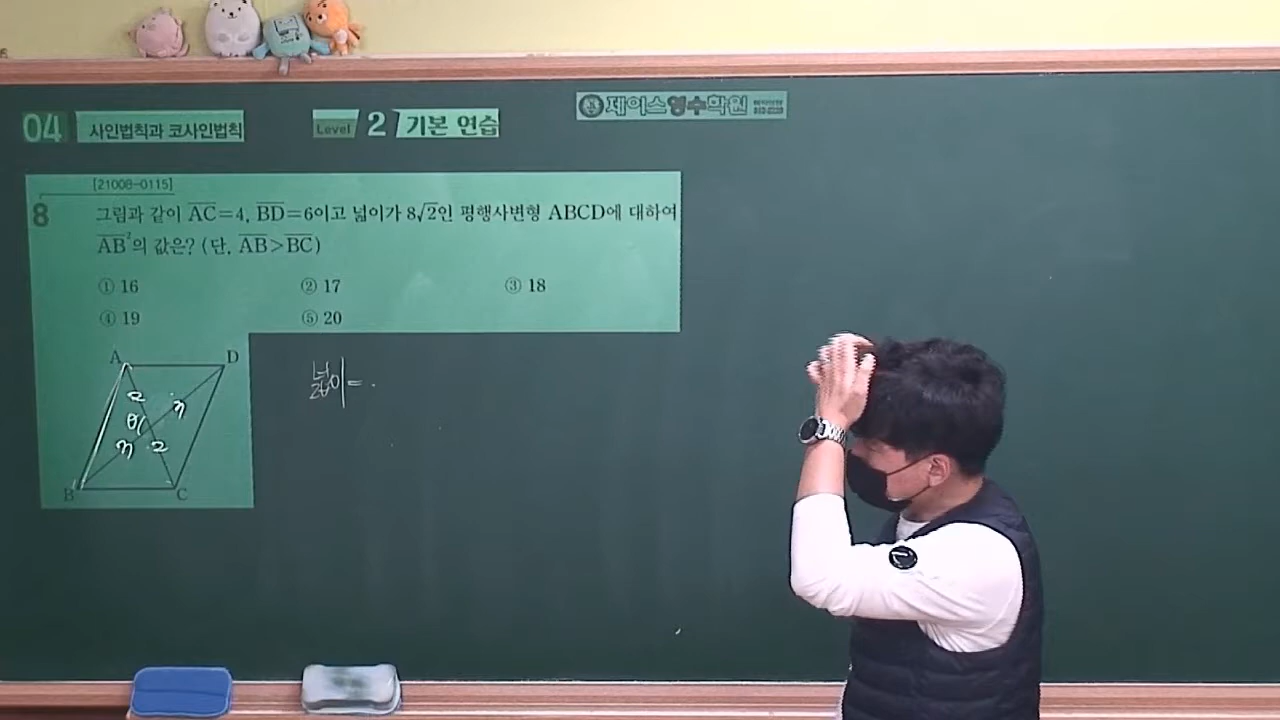 04 사인법칙과 코사인법칙 Level 2 기본 연습
제이스영수학원
[21008-0115]
8 그림과 같이 AC=4, BD=6이고 넓이가 8√2인 평행사변형 ABCD에 대하여
AB²의 값은? (단, AB>BC)
① 16 ② 17 ③ 18
④ 19 ⑤ 20
A D
넓이=
2
θ
2
B C